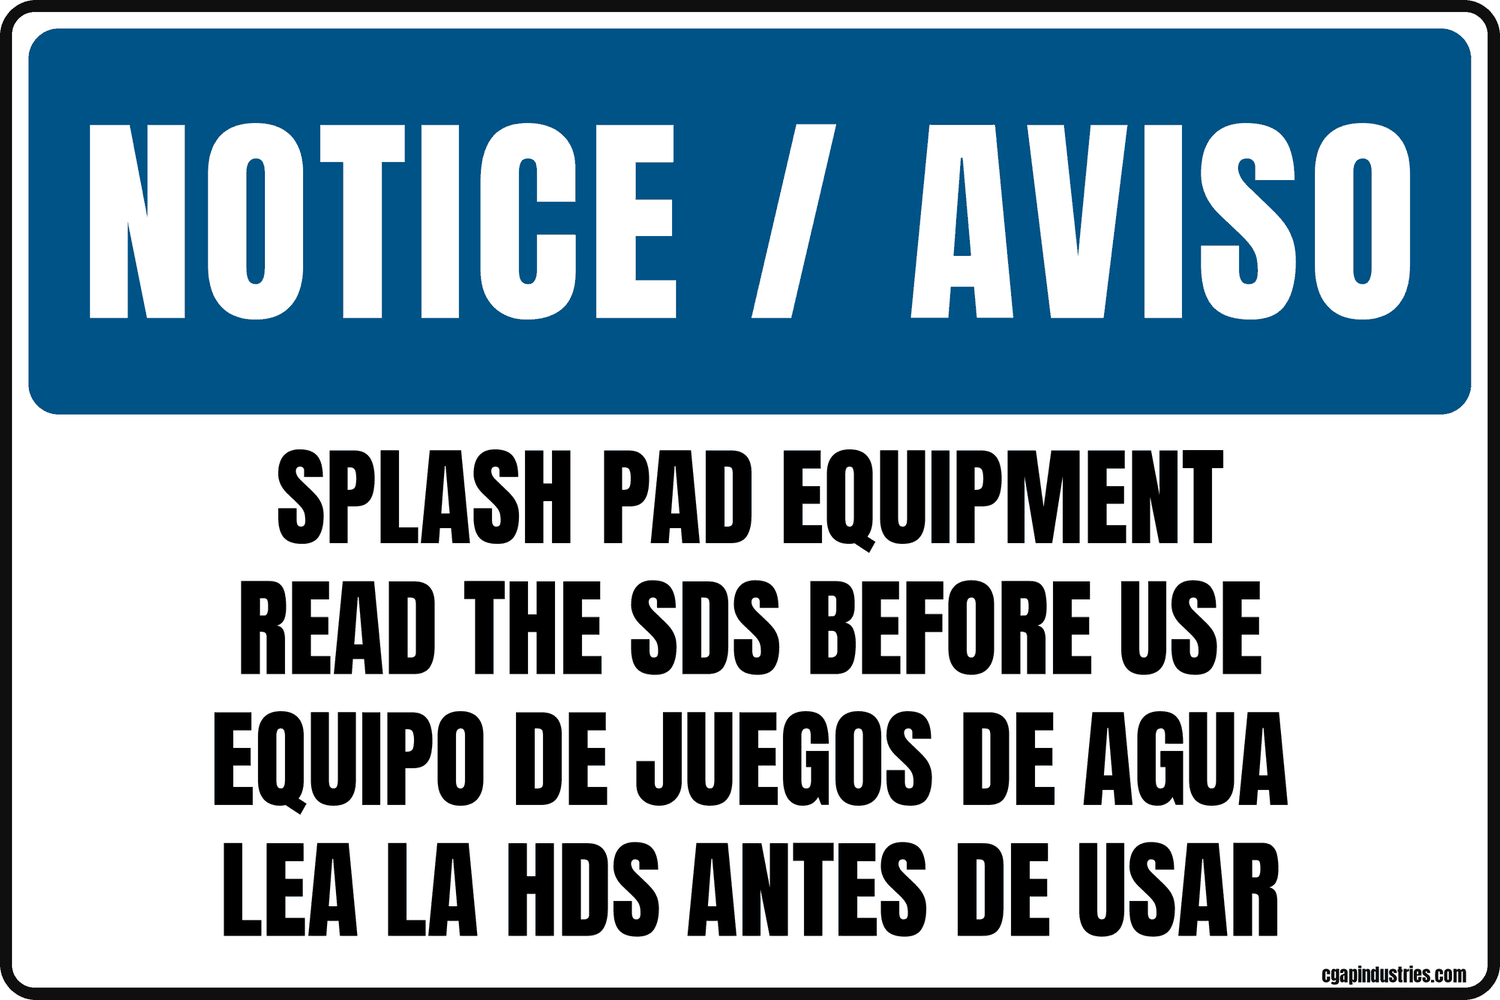 NOTICE / AVISO
SPLASH PAD EQUIPMENT
READ THE SDS BEFORE USE
EQUIPO DE JUEGOS DE AGUA
LEA LA HDS ANTES DE USAR
cgapindustries.com